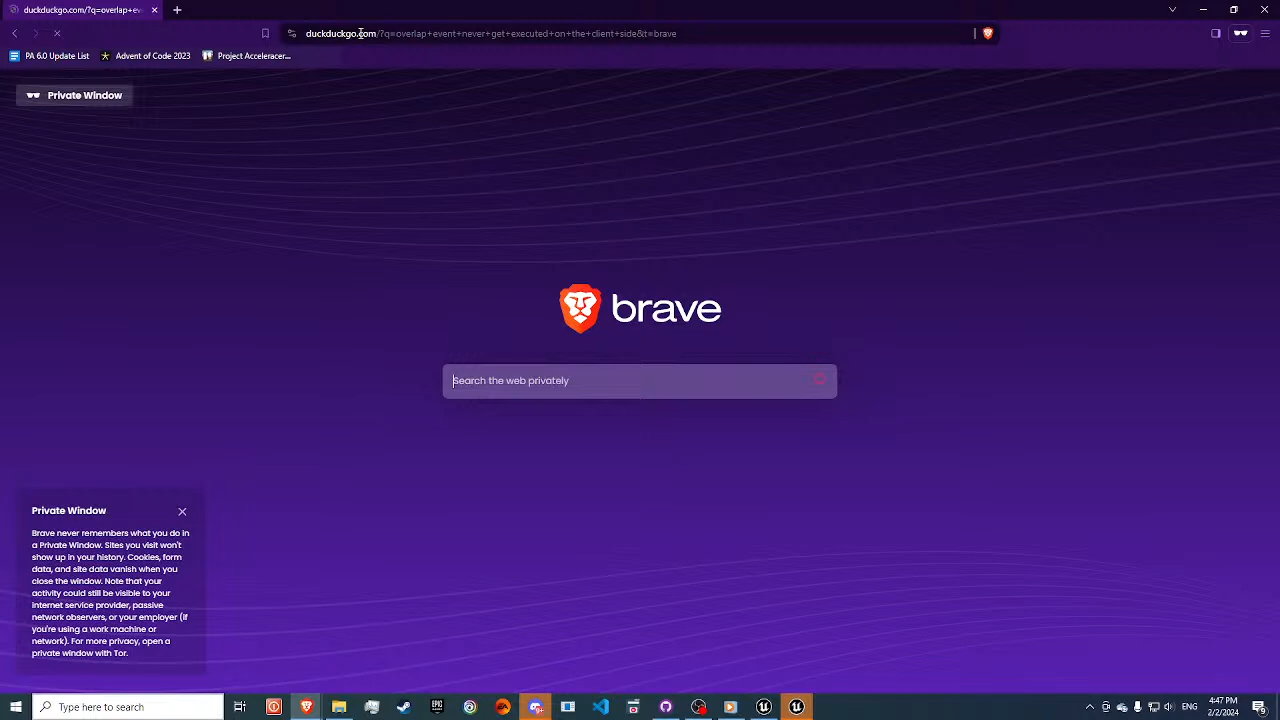 duckduckgo.com/?q=overlap+ev
duckduckgo.com/?q=overlap+event+never+get+executed+on+the+client+side&t=brave
PA 6.0 Update List
Advent of Code 2023
Project Acceleracer...
Private Window
brave
Search the web privately
Private Window
Brave never remembers what you do in
a Private Window. Sites you visit won't
show up in your history. Cookies, form
data, and site data vanish when you
close the window. Note that your
activity could still be visible to your
internet service provider, passive
network observers, or your employer (if
you're using a work machine or
network). For more privacy, open a
private window with Tor.
Type here to search
EPIC
EA
ENG
4:47 PM
2/2/2024